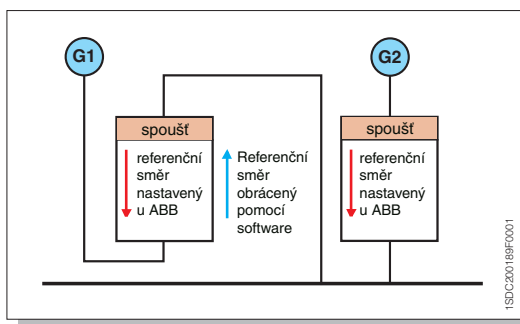 G1
G2
spoušť
referenční
směr
nastavený
u ABB
Referenční
směr
obrácený
pomocí
software
spoušť
referenční
směr
nastavený
u ABB
1SDC200189F0001